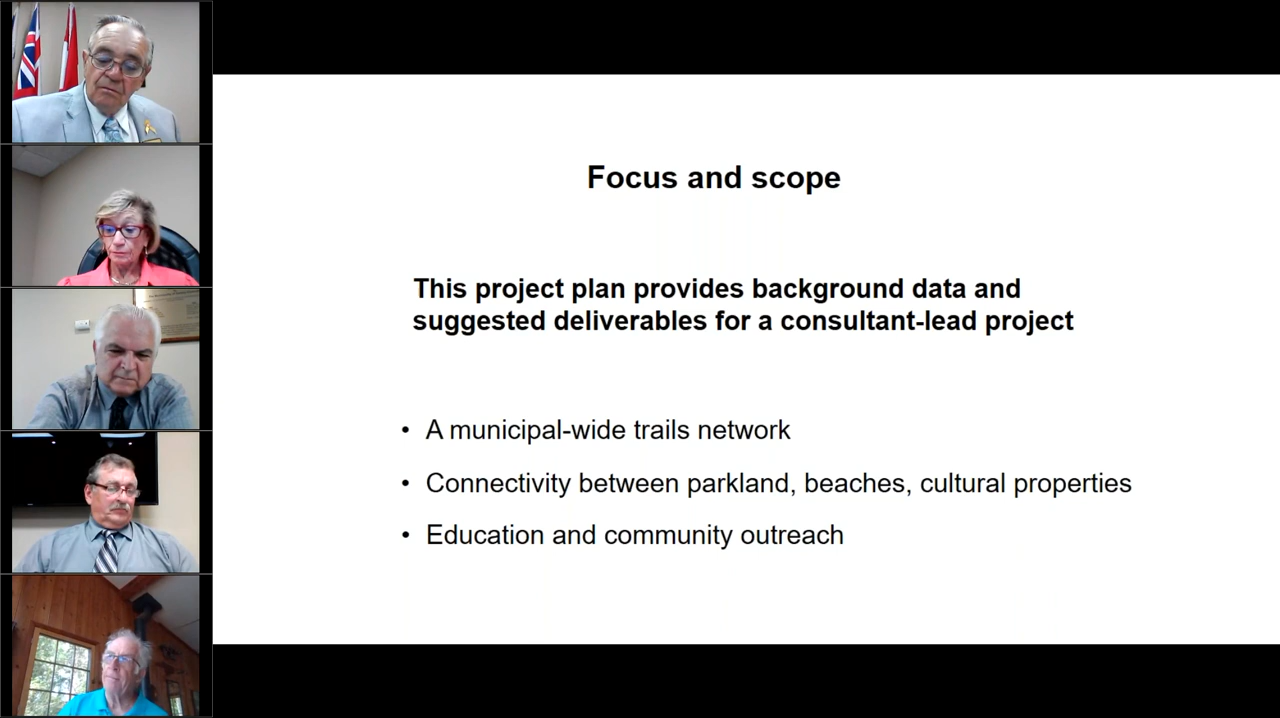 Focus and scope
This project plan provides background data and
suggested deliverables for a consultant-lead project
• A municipal-wide trails network
• Connectivity between parkland, beaches, cultural properties
• Education and community outreach